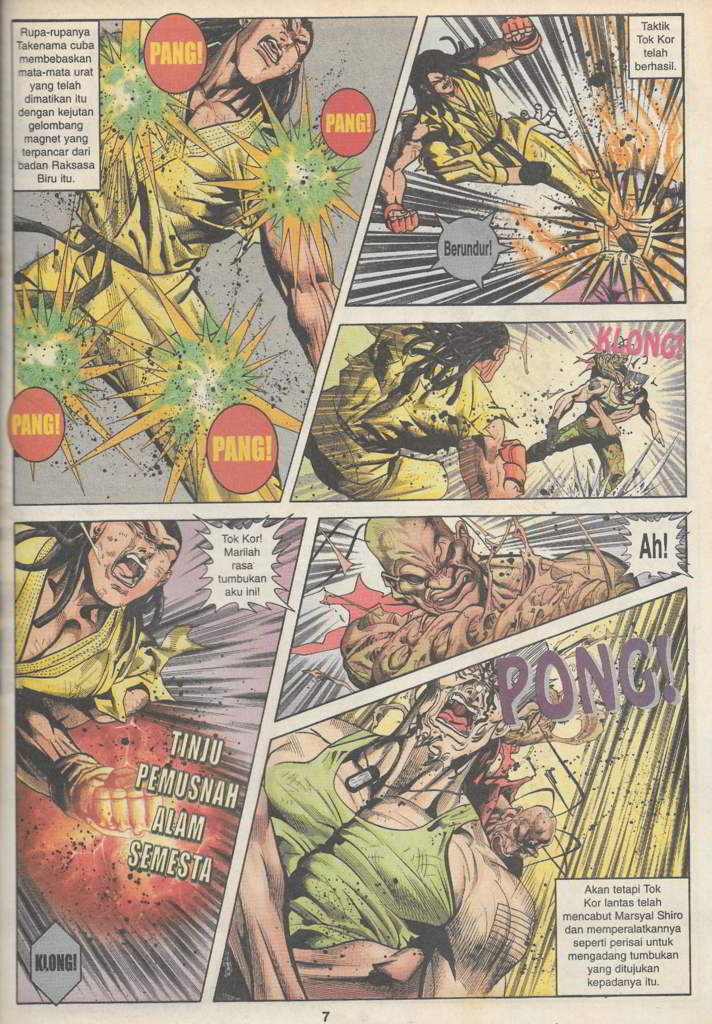 Rupa-rupanya
Takenama cuba
membebaskan
mata-mata urat
yang telah
dimatikan itu
dengan kejutan
gelombang
magnet yang
terpancar dari
badan Raksasa
Biru itu.
PANG!
PANG!
PANG!
PANG!
Taktik
Tok Kor
telah
berhasil.
Berundur!
KLONG!
Tok Kor!
Marilah
rasa
tumbukan
aku ini!
TINJU
PEMUSNAH
ALAM
SEMESTA
KLONG!
Ah!
PONG!
Akan tetapi Tok
Kor lantas telah
mencabut Marsyal Shiro
dan memperalatkannya
seperti perisai untuk
mengadang tumbukan
yang ditujukan
kepadanya itu.
7